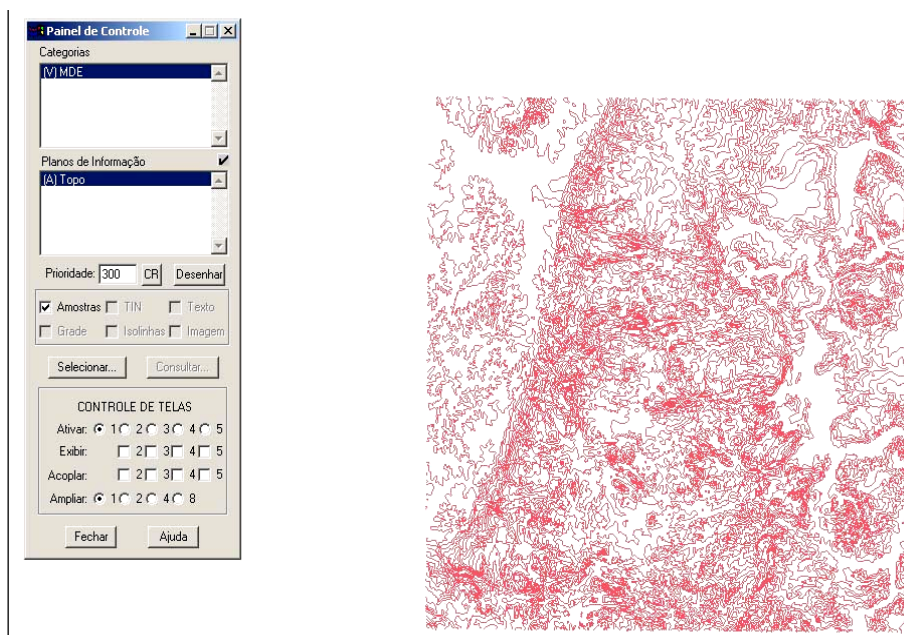 Painel de Controle
Categorias
(V) MDE
Planos de Informação
(A) Topo
Prioridade: 300 CR Desenhar
Amostras TIN Texto
Grade Isolinhas Imagem
Selecionar... Consultar...
CONTROLE DE TELAS
Ativar: 1 2 3 4 5
Exibir: 2 3 4 5
Acoplar: 2 3 4 5
Ampliar: 1 2 4 8
Fechar Ajuda